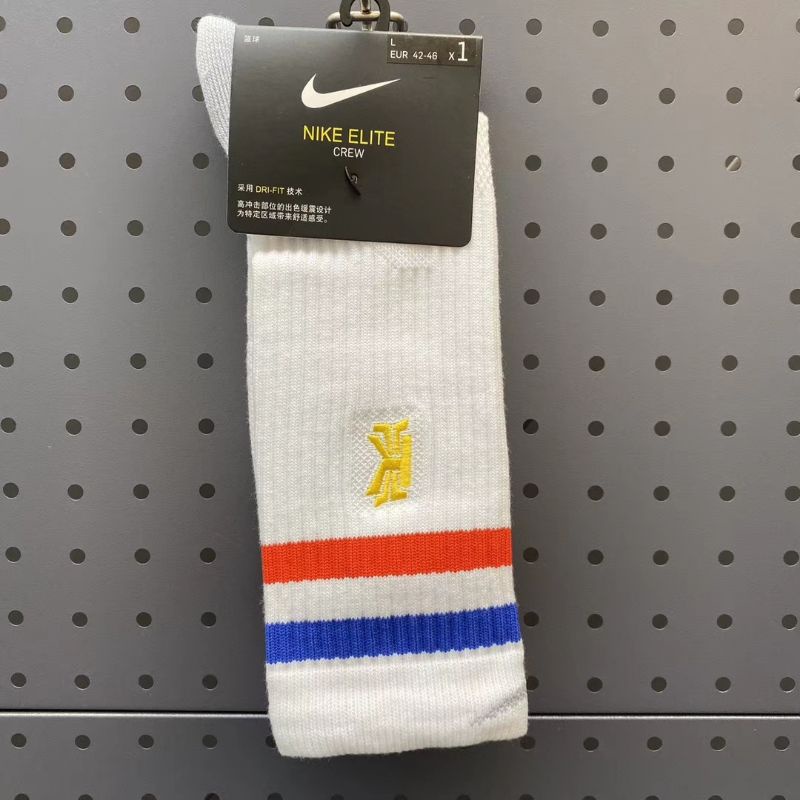 篮球
L
EUR 42-46 X 1
NIKE ELITE
CREW
采用 DRI-FIT 技术
高冲击部位的出色缓震设计
为特定区域带来舒适感受。